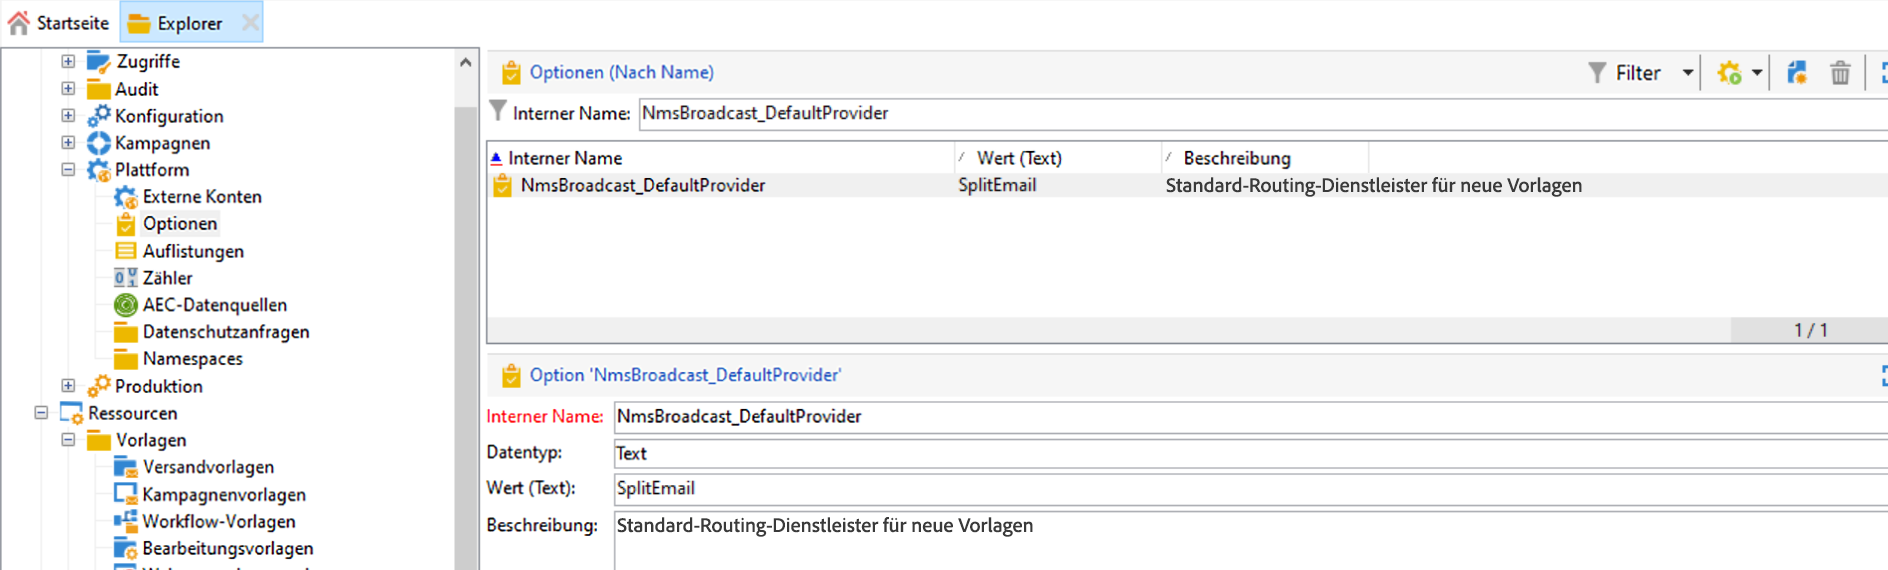 Startseite
Explorer
Zugriffe
Audit
Konfiguration
Kampagnen
Plattform
Externe Konten
Optionen
Auflistungen
Zähler
AEC-Datenquellen
Datenschutzanfragen
Namespaces
Produktion
Ressourcen
Vorlagen
Versandvorlagen
Kampagnenvorlagen
Workflow-Vorlagen
Bearbeitungsvorlagen
Optionen (Nach Name)
Filter
Interner Name: NmsBroadcast_DefaultProvider
Interner Name Wert (Text) Beschreibung
NmsBroadcast_DefaultProvider SplitEmail Standard-Routing-Dienstleister für neue Vorlagen
1 / 1
Option 'NmsBroadcast_DefaultProvider'
Interner Name: NmsBroadcast_DefaultProvider
Datentyp: Text
Wert (Text): SplitEmail
Beschreibung: Standard-Routing-Dienstleister für neue Vorlagen